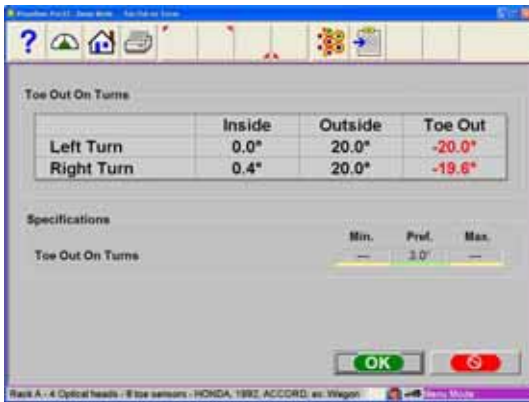 Toe Out On Turns
Inside Outside Toe Out
Left Turn 0.0° 20.0° -20.0°
Right Turn 0.4° 20.0° -19.6°
Specifications
Min. Pref. Max.
Toe Out On Turns --- 3.0° ---
OK
Rack A - 4 Optical heads - 8 toe sensors - HONDA, 1992, ACCORD, ex. Wagon Menu Mode